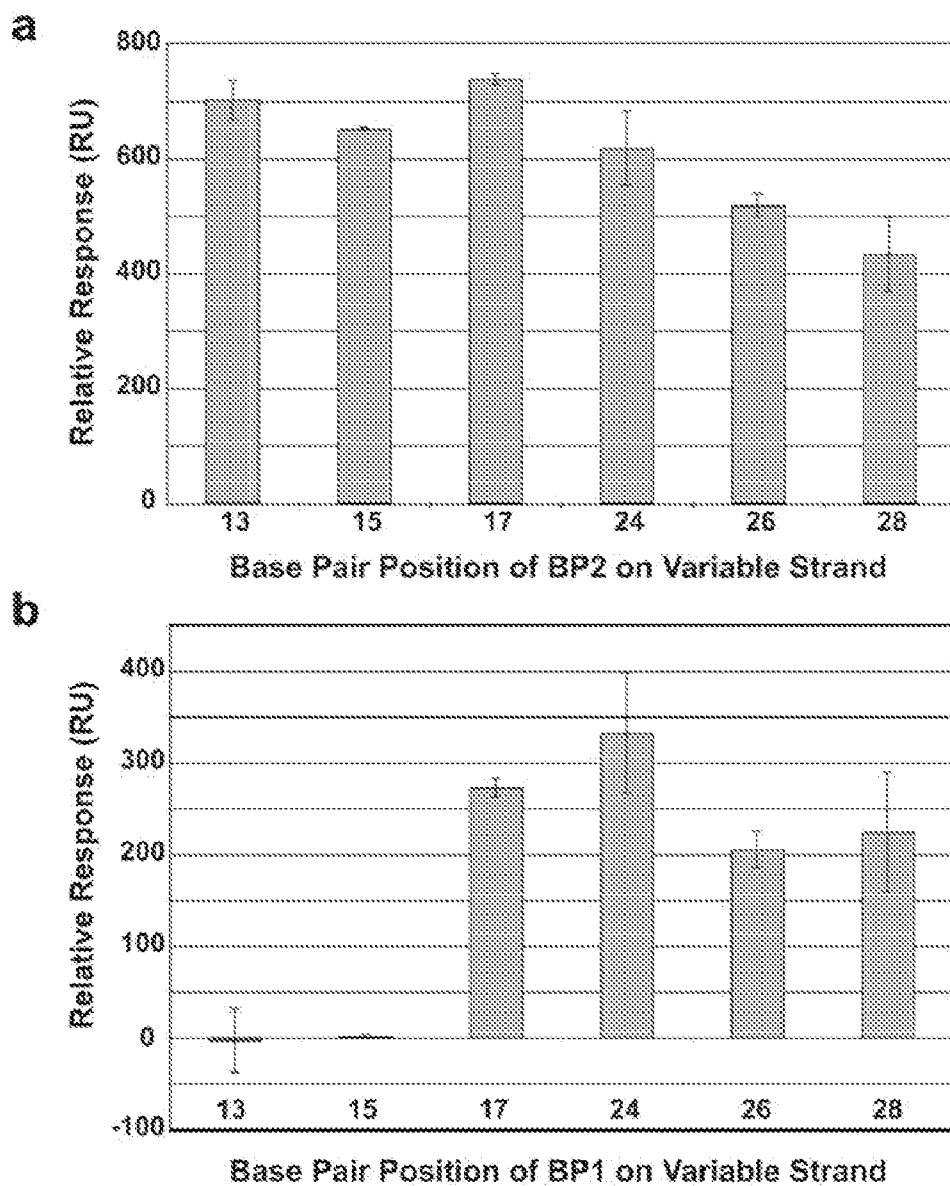 a
800
600
400
200
0
Relative Response (RU)
13 15 17 24 26 28
Base Pair Position of BP2 on Variable Strand
b
400
300
200
100
0
-100
Relative Response (RU)
13 15 17 24 26 28
Base Pair Position of BP1 on Variable Strand